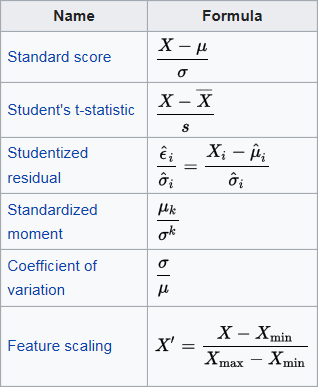 Name Formula
Standard score (X − μ)/σ
Student's t-statistic (X − X̅)/s
Studentized
residual ε̂ᵢ/σ̂ᵢ = (Xᵢ − μ̂ᵢ)/σ̂ᵢ
Standardized
moment μₖ/σᵏ
Coefficient of
variation σ/μ
Feature scaling X′ = (X − X_min)/(X_max − X_min)